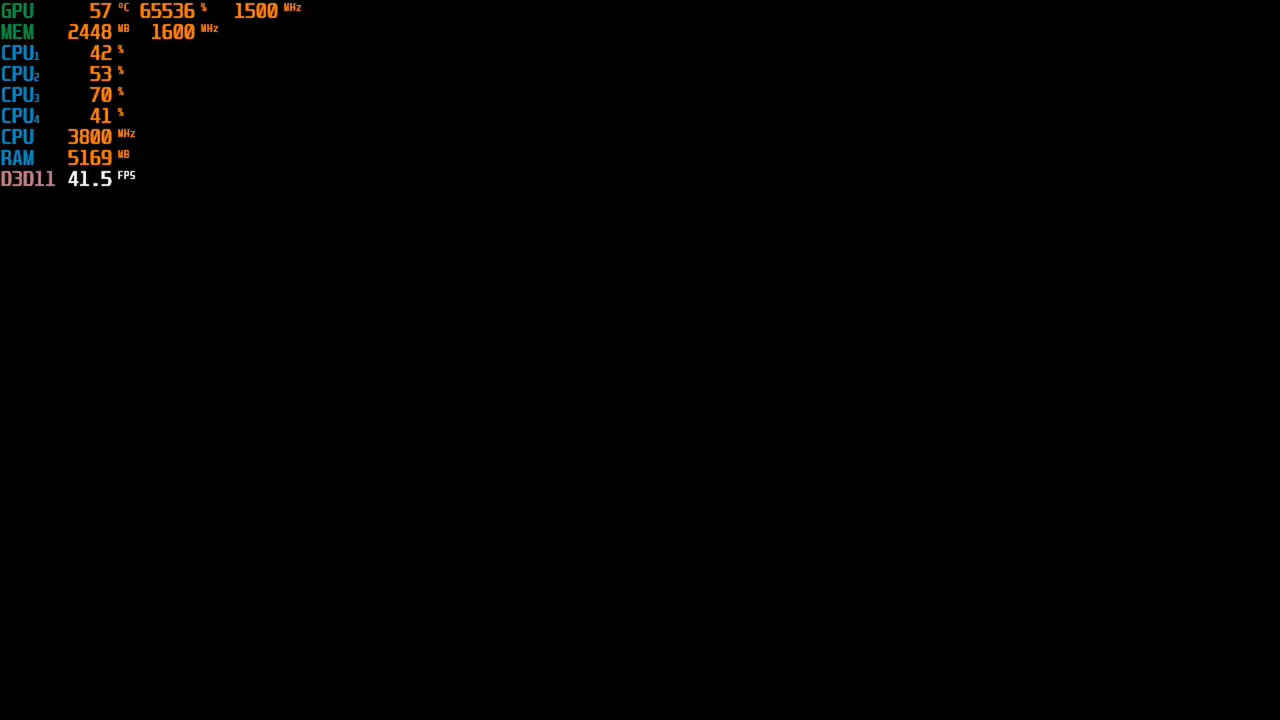 GPU 57 °C 65536 % 1500 MHz
MEM 2448 MB 1600 MHz
CPU1 42 %
CPU2 53 %
CPU3 70 %
CPU4 41 %
CPU 3800 MHz
RAM 5169 MB
D3D11 41.5 FPS